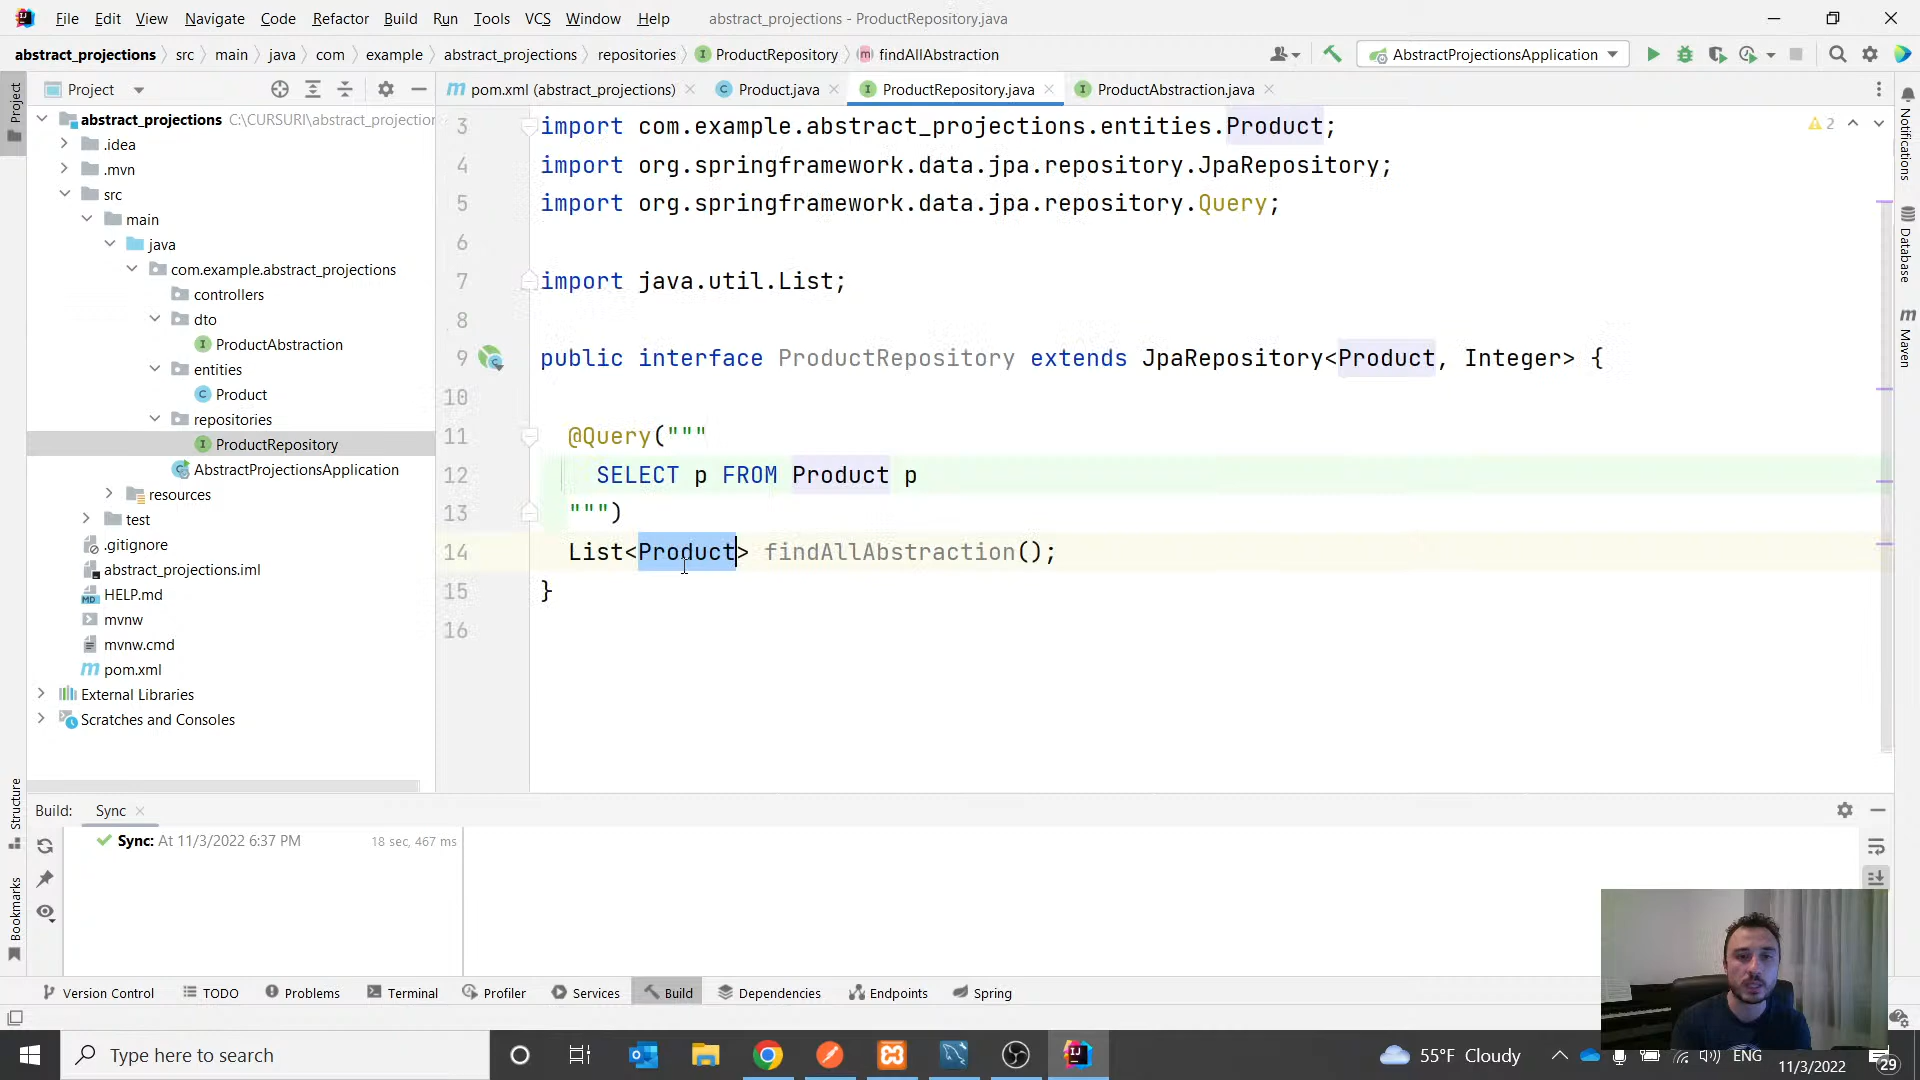 File Edit View Navigate Code Refactor Build Run Tools VCS Window Help abstract_projections - ProductRepository.java
abstract_projections src main java com example abstract_projections repositories ProductRepository findAllAbstraction AbstractProjectionsApplication
Project
pom.xml (abstract_projections) Product.java ProductRepository.java ProductAbstraction.java
Project
abstract_projections C:\CURSURI\abstract_projection
.idea
.mvn
src
main
java
com.example.abstract_projections
controllers
dto
ProductAbstraction
entities
Product
repositories
ProductRepository
AbstractProjectionsApplication
resources
test
.gitignore
abstract_projections.iml
HELP.md
mvnw
mvnw.cmd
pom.xml
External Libraries
Scratches and Consoles
3 import com.example.abstract_projections.entities.Product;
4 import org.springframework.data.jpa.repository.JpaRepository;
5 import org.springframework.data.jpa.repository.Query;
6
7 import java.util.List;
8
9 public interface ProductRepository extends JpaRepository<Product, Integer> {
10
11 @Query("""
12 SELECT p FROM Product p
13 """)
14 List<Product> findAllAbstraction();
15 }
16
2
Notifications
Database
Maven
Structure
Bookmarks
Build: Sync
Sync: At 11/3/2022 6:37 PM 18 sec, 467 ms
Version Control TODO Problems Terminal Profiler Services Build Dependencies Endpoints Spring
Type here to search
55°F Cloudy
ENG
11/3/2022
29